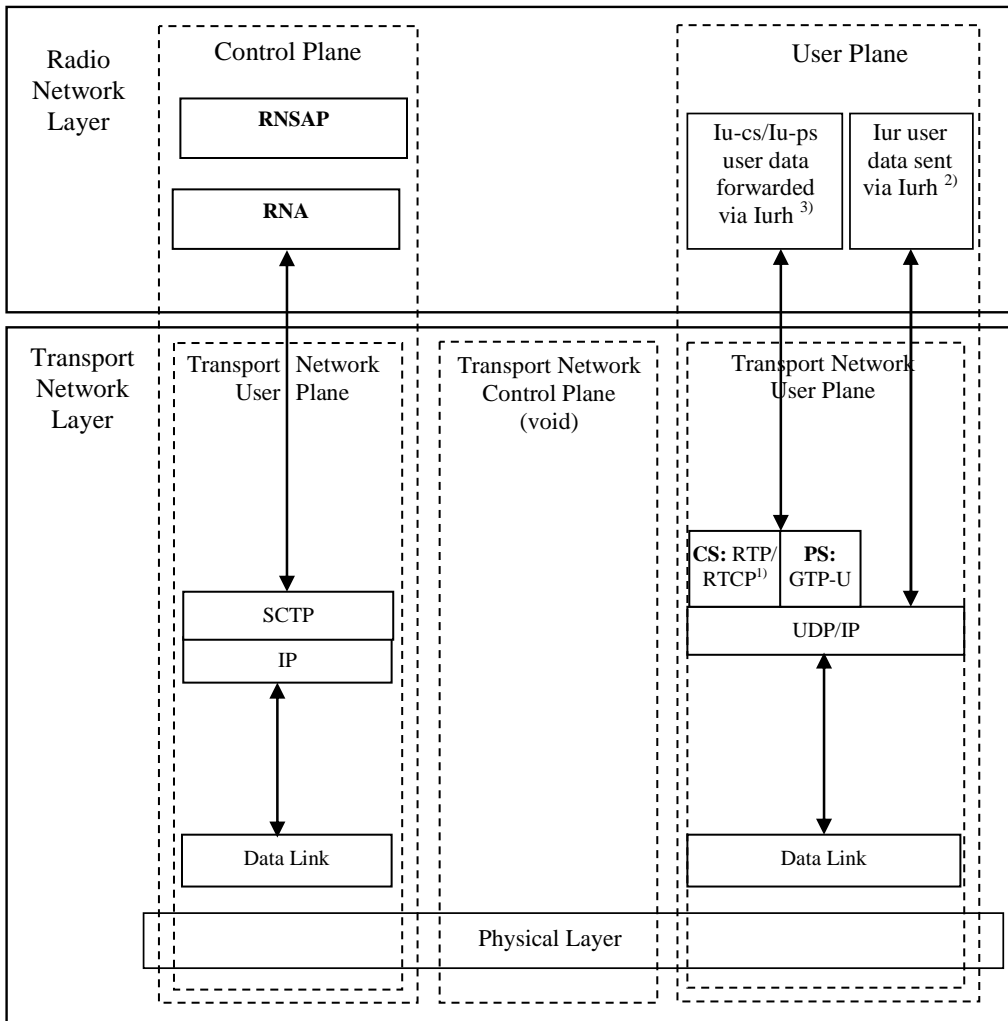 Radio
Network
Layer
Control Plane
RNSAP
RNA
User Plane
Iu-cs/Iu-ps
user data
forwarded
via Iurh 3)
Iur user
data sent
via Iurh 2)
Transport
Network
Layer
Transport Network
User Plane
SCTP
IP
Data Link
Transport Network
Control Plane
(void)
Transport Network
User Plane
CS: RTP/
RTCP1)
PS:
GTP-U
UDP/IP
Data Link
Physical Layer